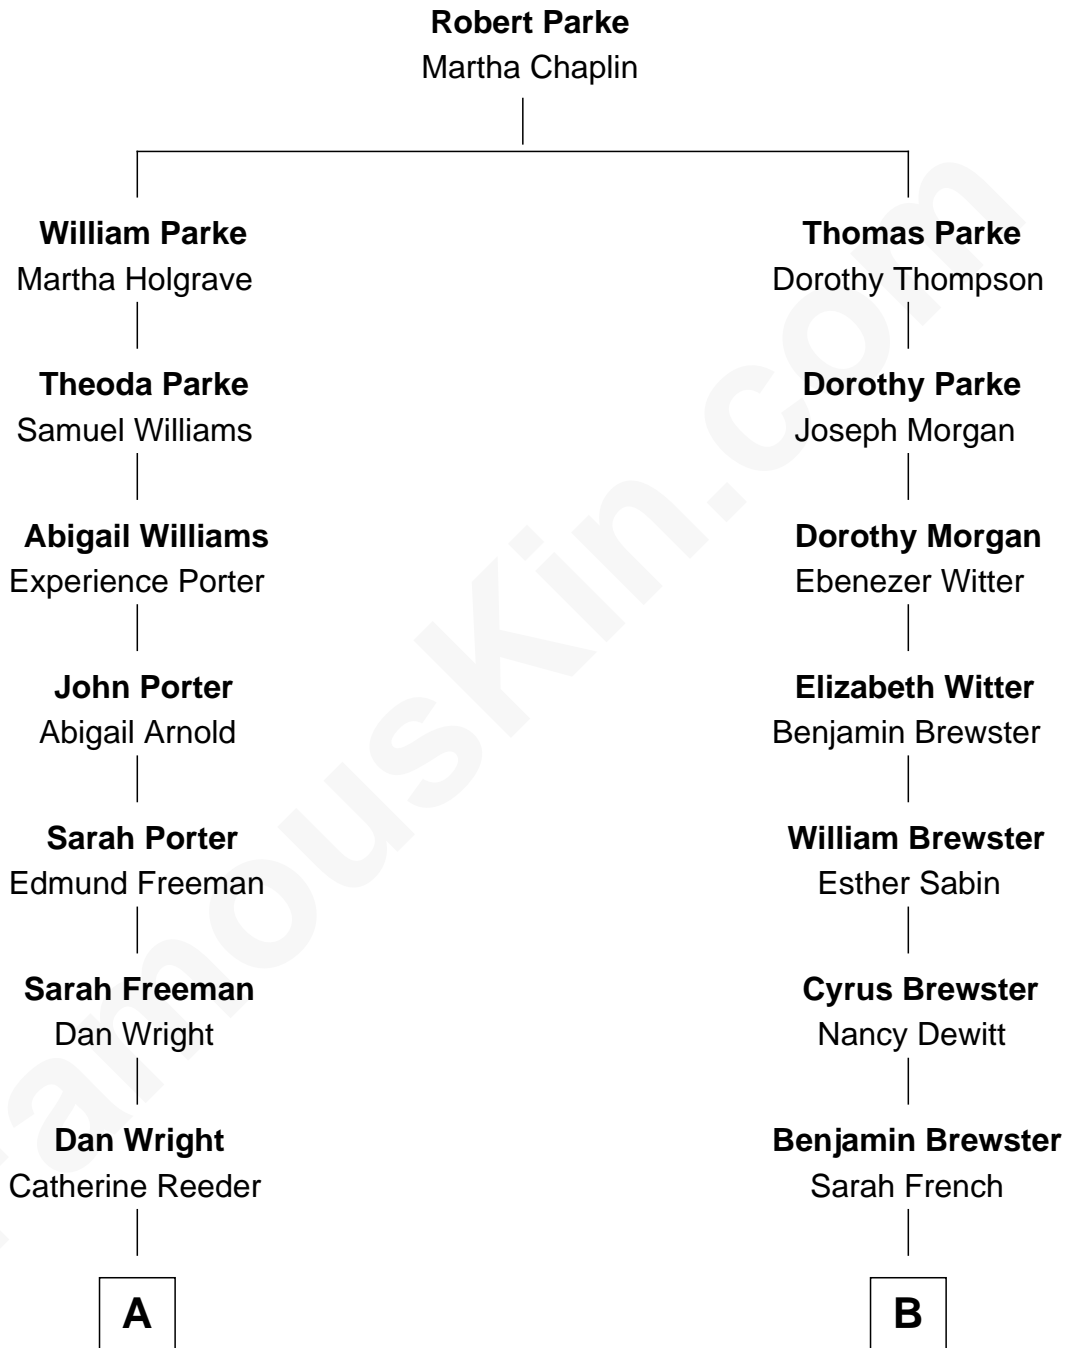 Robert Parke
Martha Chaplin
William Parke
Martha Holgrave
Thomas Parke
Dorothy Thompson
Theoda Parke
Samuel Williams
Dorothy Parke
Joseph Morgan
Abigail Williams
Experience Porter
Dorothy Morgan
Ebenezer Witter
John Porter
Abigail Arnold
Elizabeth Witter
Benjamin Brewster
Sarah Porter
Edmund Freeman
William Brewster
Esther Sabin
Sarah Freeman
Dan Wright
Cyrus Brewster
Nancy Dewitt
Dan Wright
Catherine Reeder
Benjamin Brewster
Sarah French
A
B
FamousKin.com